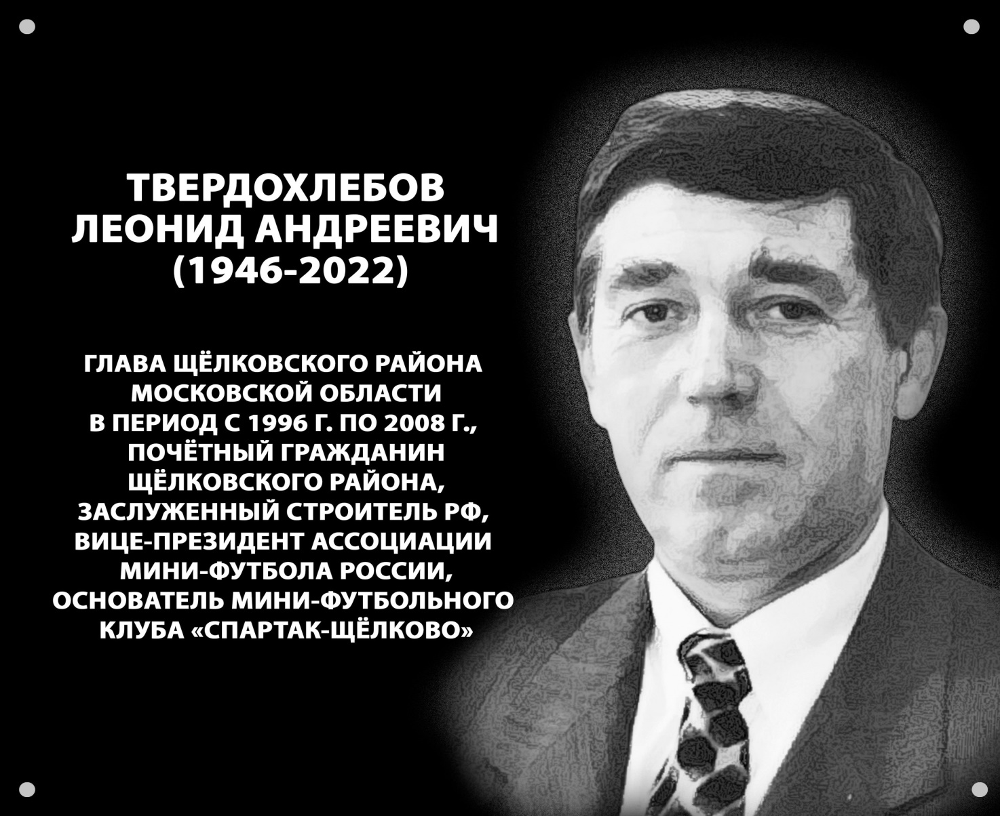 ТВЕРДОХЛЕБОВ
ЛЕОНИД АНДРЕЕВИЧ
(1946-2022)
ГЛАВА ЩЁЛКОВСКОГО РАЙОНА
МОСКОВСКОЙ ОБЛАСТИ
В ПЕРИОД С 1996 Г. ПО 2008 Г.,
ПОЧЁТНЫЙ ГРАЖДАНИН
ЩЁЛКОВСКОГО РАЙОНА,
ЗАСЛУЖЕННЫЙ СТРОИТЕЛЬ РФ,
ВИЦЕ-ПРЕЗИДЕНТ АССОЦИАЦИИ
МИНИ-ФУТБОЛА РОССИИ,
ОСНОВАТЕЛЬ МИНИ-ФУТБОЛЬНОГО
КЛУБА «СПАРТАК-ЩЁЛКОВО»